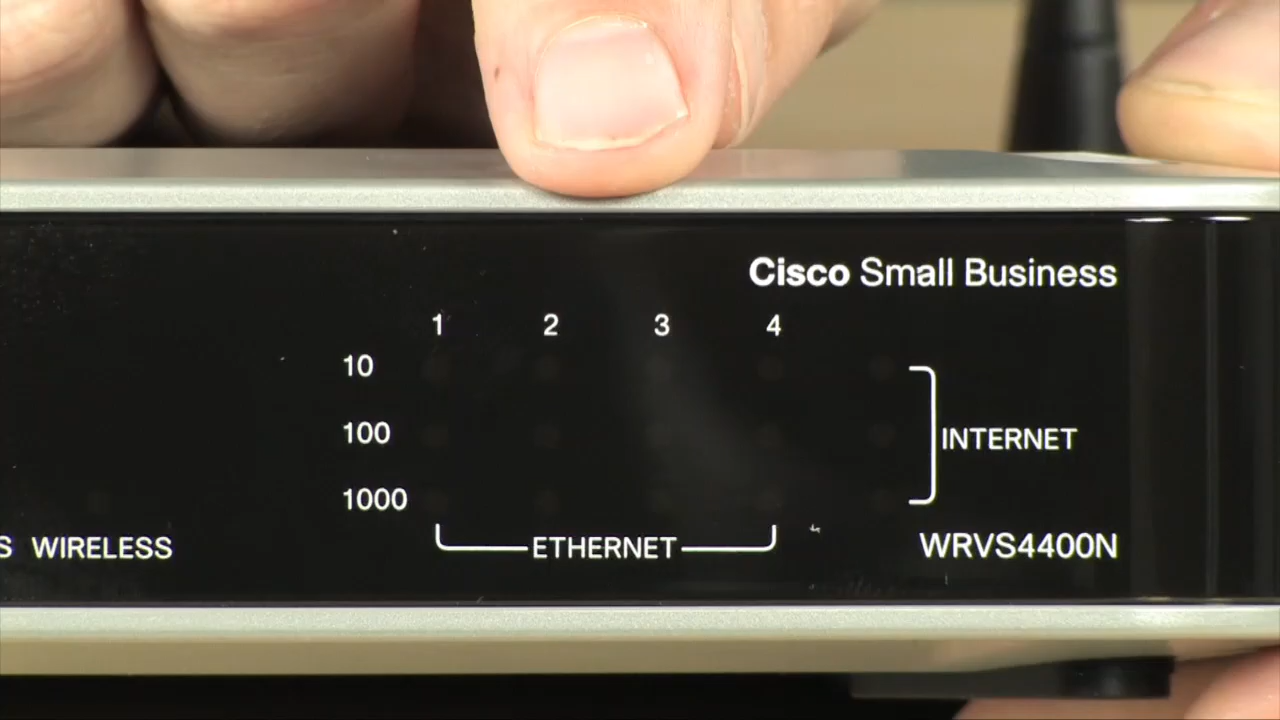 Cisco Small Business
1 2 3 4
10
100
INTERNET
1000
S WIRELESS
ETHERNET
WRVS4400N